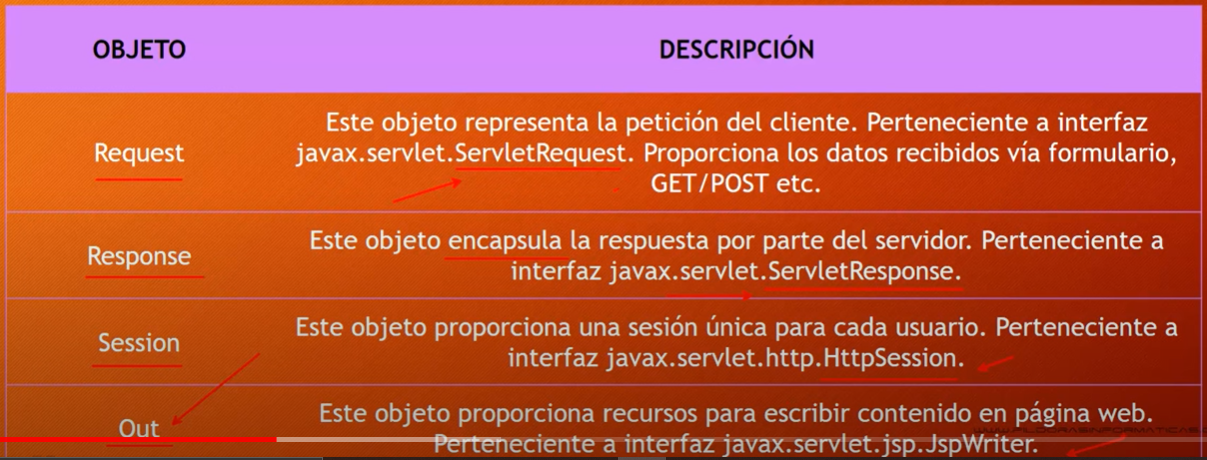 OBJETO
DESCRIPCIÓN
Request
Este objeto representa la petición del cliente. Perteneciente a interfaz
javax.servlet.ServletRequest. Proporciona los datos recibidos vía formulario,
GET/POST etc.
Response
Este objeto encapsula la respuesta por parte del servidor. Perteneciente a
interfaz javax.servlet.ServletResponse.
Session
Este objeto proporciona una sesión única para cada usuario. Perteneciente a
interfaz javax.servlet.http.HttpSession.
Out
Este objeto proporciona recursos para escribir contenido en página web.
Perteneciente a interfaz javax.servlet.jsp.JspWriter.